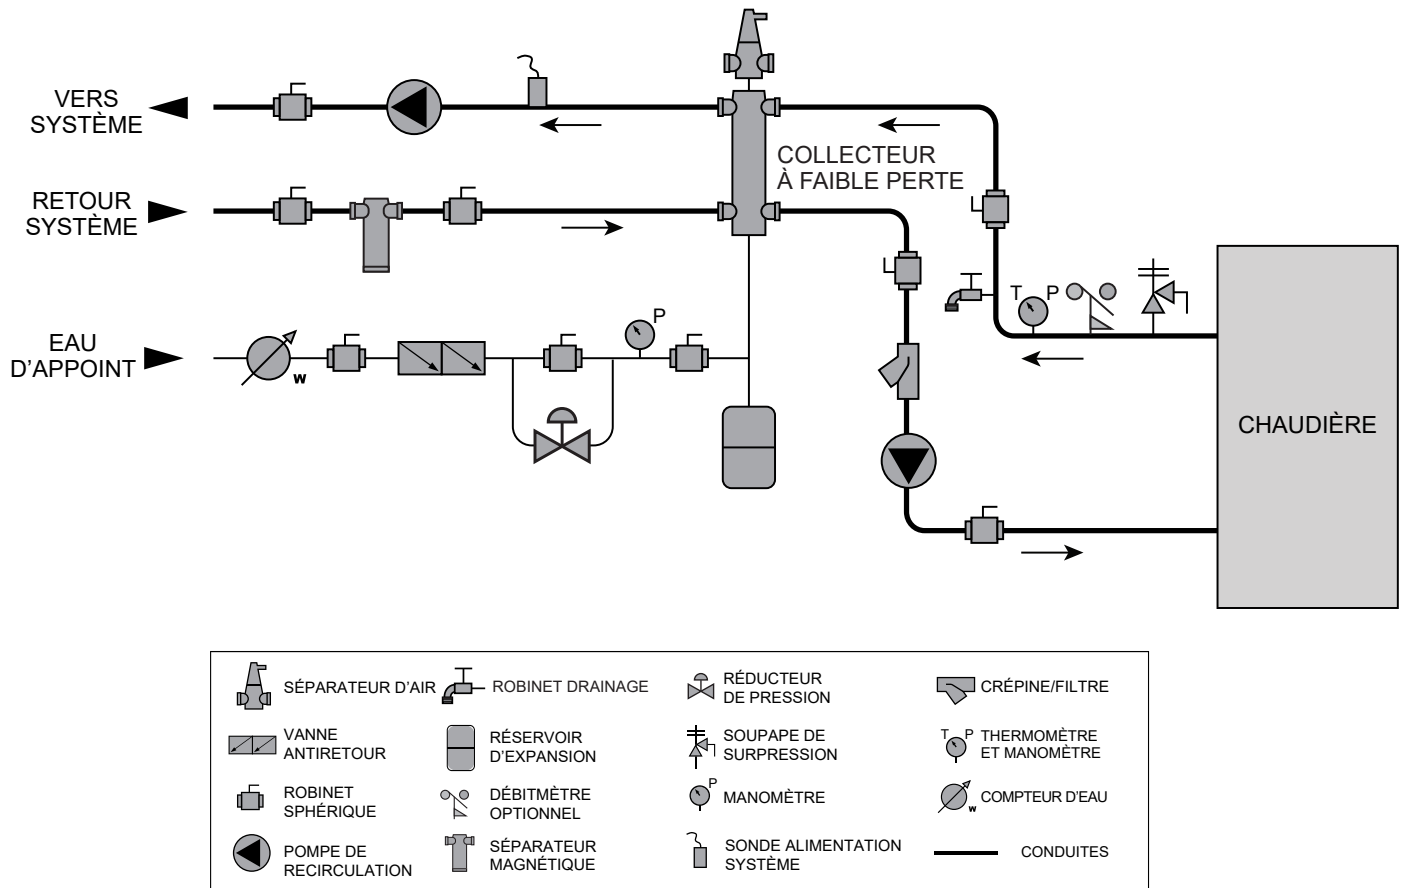 VERS
SYSTÈME
COLLECTEUR
À FAIBLE PERTE
RETOUR
SYSTÈME
T P
P
EAU
D'APPOINT
w
CHAUDIÈRE
SÉPARATEUR D'AIR
ROBINET DRAINAGE
RÉDUCTEUR
DE PRESSION
CRÉPINE/FILTRE
VANNE
ANTIRETOUR
RÉSERVOIR
D'EXPANSION
SOUPAPE DE
SURPRESSION
T P
THERMOMÈTRE
ET MANOMÈTRE
ROBINET
SPHÉRIQUE
DÉBITMÈTRE
OPTIONNEL
P
MANOMÈTRE
w
COMPTEUR D'EAU
POMPE DE
RECIRCULATION
SÉPARATEUR
MAGNÉTIQUE
SONDE ALIMENTATION
SYSTÈME
CONDUITES